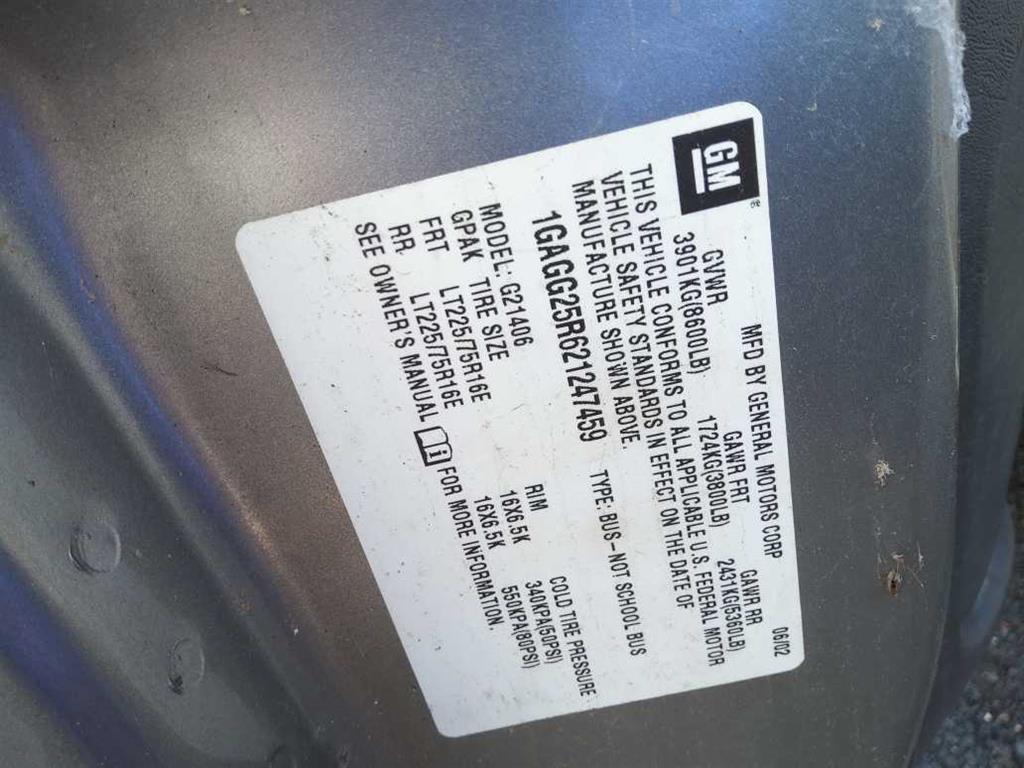 GM®
MFD BY GENERAL MOTORS CORP 06/02
GVWR GAWR FRT GAWR RR
3901KG(8600LB) 1724KG(3800LB) 2431KG(5360LB)
THIS VEHICLE CONFORMS TO ALL APPLICABLE U.S. FEDERAL MOTOR
VEHICLE SAFETY STANDARDS IN EFFECT ON THE DATE OF
MANUFACTURE SHOWN ABOVE.
1GAGG25R621247459 TYPE: BUS-NOT SCHOOL BUS
MODEL: G21406
GPAK TIRE SIZE RIM COLD TIRE PRESSURE
FRT LT225/75R16E 16X6.5K 340KPA(50PSI)
RR LT225/75R16E 16X6.5K 550KPA(80PSI)
SEE OWNER'S MANUAL i FOR MORE INFORMATION.